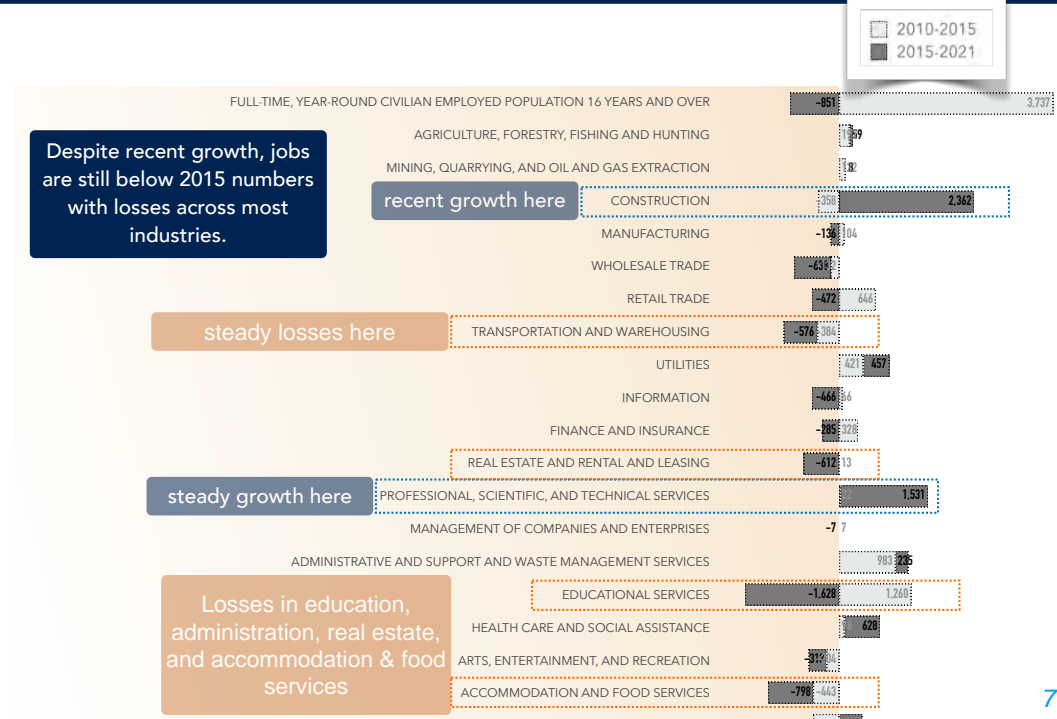 2010-2015
2015-2021
FULL-TIME, YEAR-ROUND CIVILIAN EMPLOYED POPULATION 16 YEARS AND OVER
-851
3,737
AGRICULTURE, FORESTRY, FISHING AND HUNTING
MINING, QUARRYING, AND OIL AND GAS EXTRACTION
Despite recent growth, jobs
are still below 2015 numbers
with losses across most
industries.
recent growth here
CONSTRUCTION
-358
2,362
MANUFACTURING
-136
104
WHOLESALE TRADE
RETAIL TRADE
-472
646
steady losses here
TRANSPORTATION AND WAREHOUSING
-576
-384
UTILITIES
421
457
INFORMATION
-466
66
FINANCE AND INSURANCE
-285
328
REAL ESTATE AND RENTAL AND LEASING
-612
13
steady growth here
PROFESSIONAL, SCIENTIFIC, AND TECHNICAL SERVICES
1,531
MANAGEMENT OF COMPANIES AND ENTERPRISES
-7
7
ADMINISTRATIVE AND SUPPORT AND WASTE MANAGEMENT SERVICES
983
235
Losses in education,
administration, real estate,
and accommodation & food
services
EDUCATIONAL SERVICES
-1,628
1,260
HEALTH CARE AND SOCIAL ASSISTANCE
628
ARTS, ENTERTAINMENT, AND RECREATION
ACCOMMODATION AND FOOD SERVICES
-798
-443
7